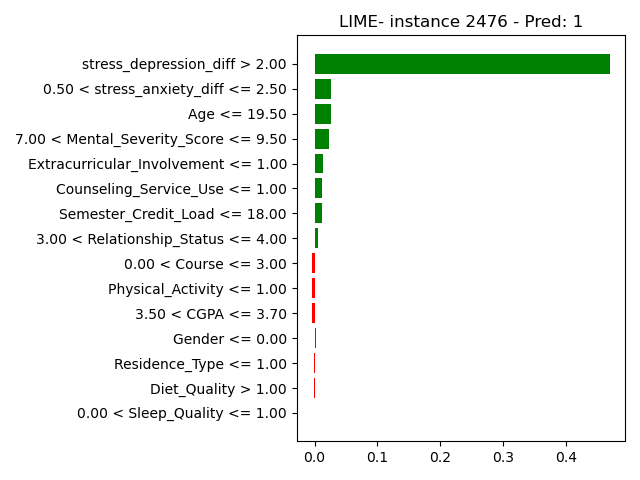 LIME- instance 2476 - Pred: 1
stress_depression_diff > 2.00
0.50 < stress_anxiety_diff <= 2.50
Age <= 19.50
7.00 < Mental_Severity_Score <= 9.50
Extracurricular_Involvement <= 1.00
Counseling_Service_Use <= 1.00
Semester_Credit_Load <= 18.00
3.00 < Relationship_Status <= 4.00
0.00 < Course <= 3.00
Physical_Activity <= 1.00
3.50 < CGPA <= 3.70
Gender <= 0.00
Residence_Type <= 1.00
Diet_Quality > 1.00
0.00 < Sleep_Quality <= 1.00
0.0 0.1 0.2 0.3 0.4